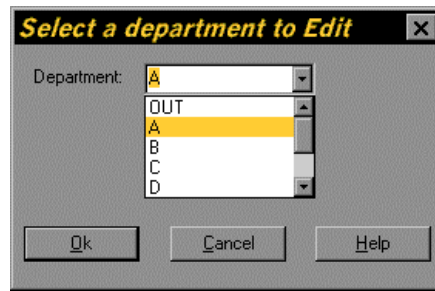 Select a department to Edit
Department: A
OUT
A
B
C
D
Ok Cancel Help